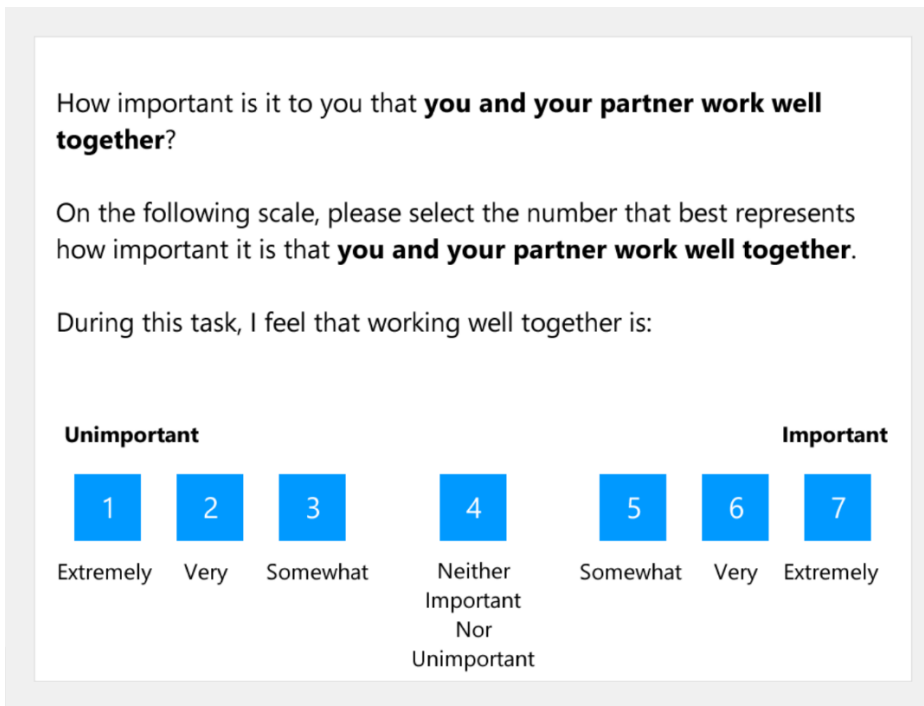 How important is it to you that you and your partner work well
together?
On the following scale, please select the number that best represents
how important it is that you and your partner work well together.
During this task, I feel that working well together is:
Unimportant Important
1 2 3 4 5 6 7
Extremely Very Somewhat Neither Somewhat Very Extremely
Important
Nor
Unimportant